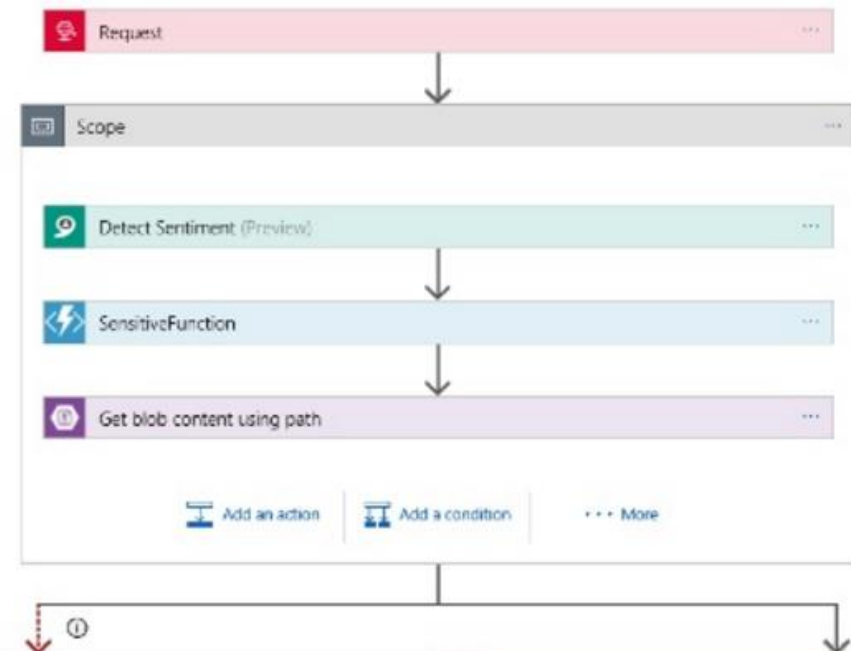 Request
Scope
Detect Sentiment (Preview)
SensitiveFunction
Get blob content using path
Add an action Add a condition ••• More